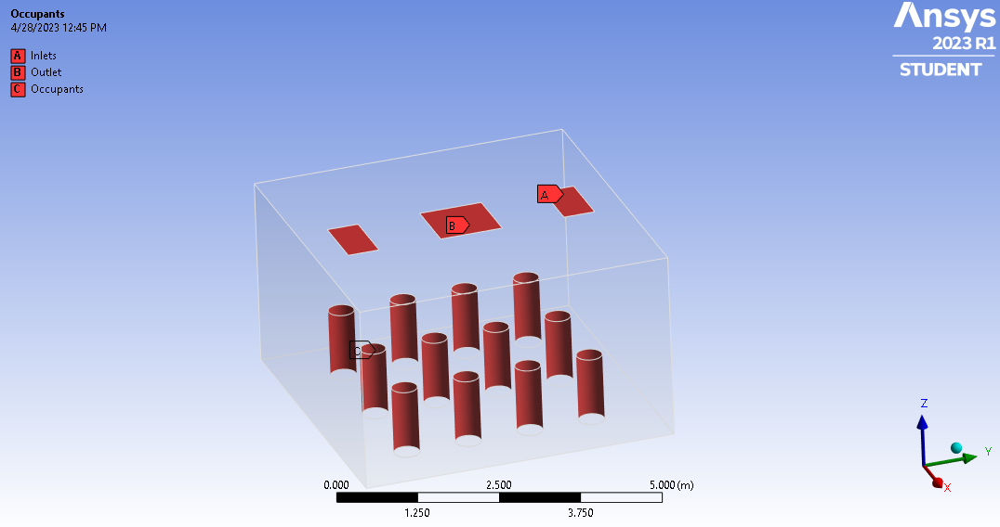 Occupants
4/28/2023 12:45 PM
A Inlets
B Outlet
C Occupants
Ansys
2023 R1
STUDENT
A
B
C
Z
Y
X
0.000 2.500 5.000 (m)
1.250 3.750